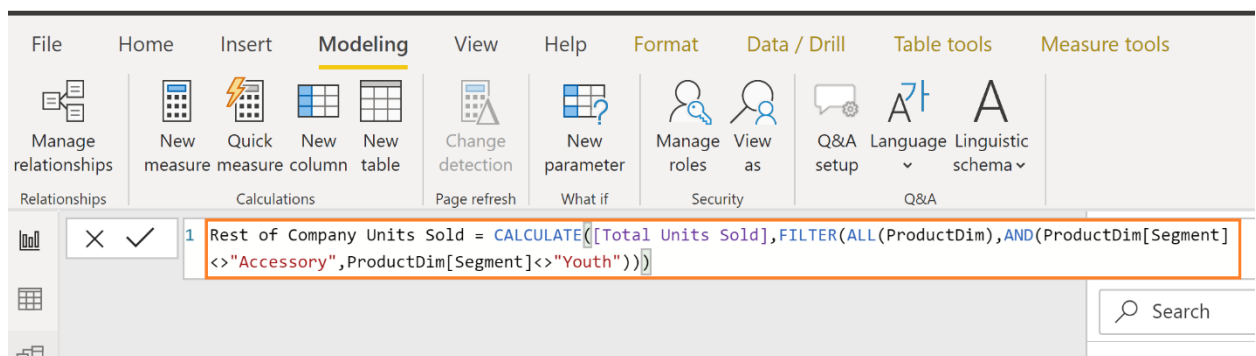 File Home Insert Modeling View Help Format Data / Drill Table tools Measure tools
Manage relationships
New measure
Quick measure
New column
New table
Change detection
New parameter
Manage roles
View as
Q&A setup
Language
Linguistic schema
Relationships Calculations Page refresh What if Security Q&A
1 Rest of Company Units Sold = CALCULATE([Total Units Sold],FILTER(ALL(ProductDim),AND(ProductDim[Segment]
<>"Accessory",ProductDim[Segment]<>"Youth")))
Search